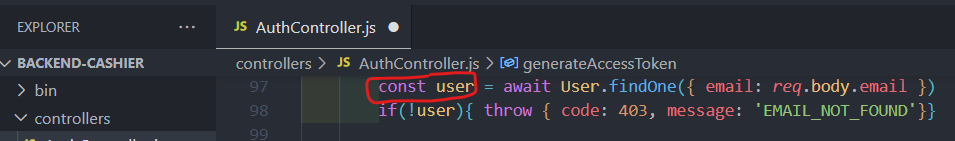 EXPLORER
···
JS AuthController.js ●
BACKEND-CASHIER
controllers > JS AuthController.js > generateAccessToken
bin
97 const user = await User.findOne({ email: req.body.email })
controllers
98 if(!user){ throw { code: 403, message: 'EMAIL_NOT_FOUND'}}